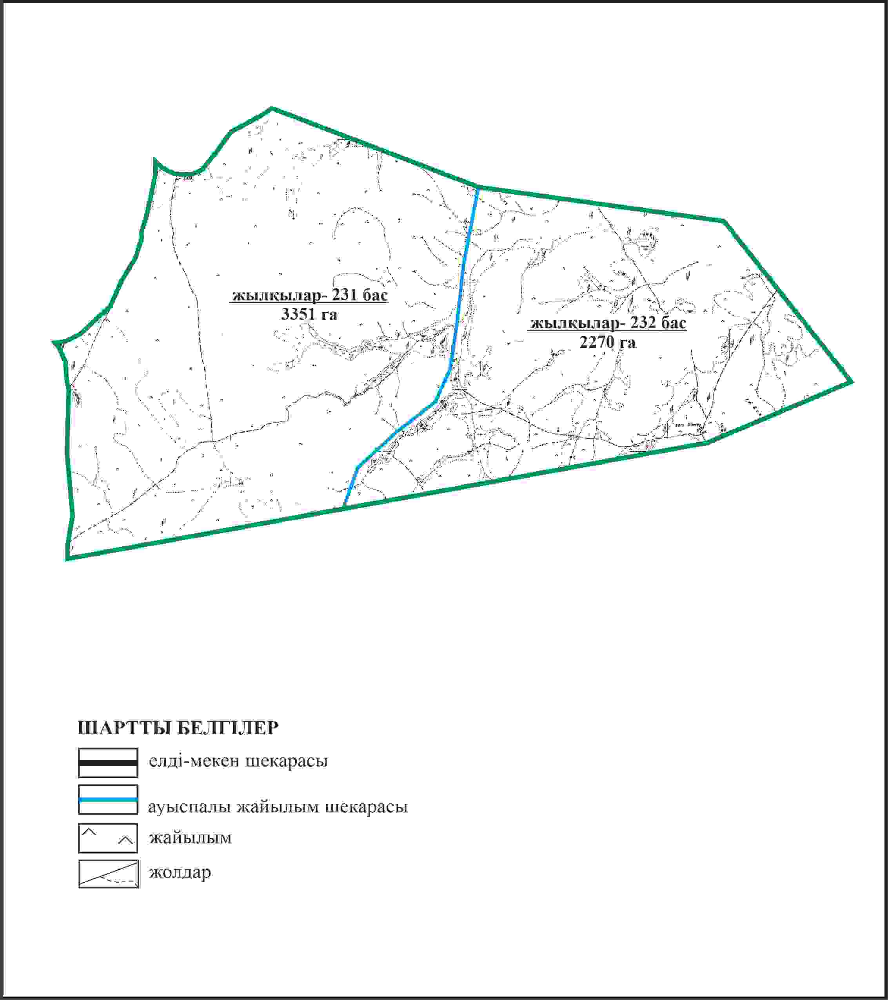 жылқылар- 231 бас
3351 га
жылқылар- 232 бас
2270 га
ШАРТТЫ БЕЛГІЛЕР
елді-мекен шекарасы
ауыспалы жайылым шекарасы
жайылым
жолдар